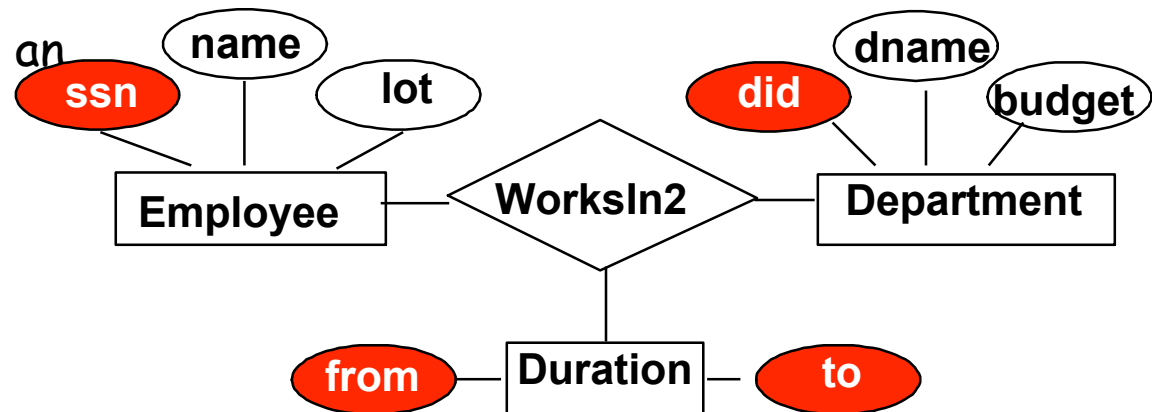 an
name
ssn
lot
dname
did
budget
Employee
WorksIn2
Department
from
Duration
to